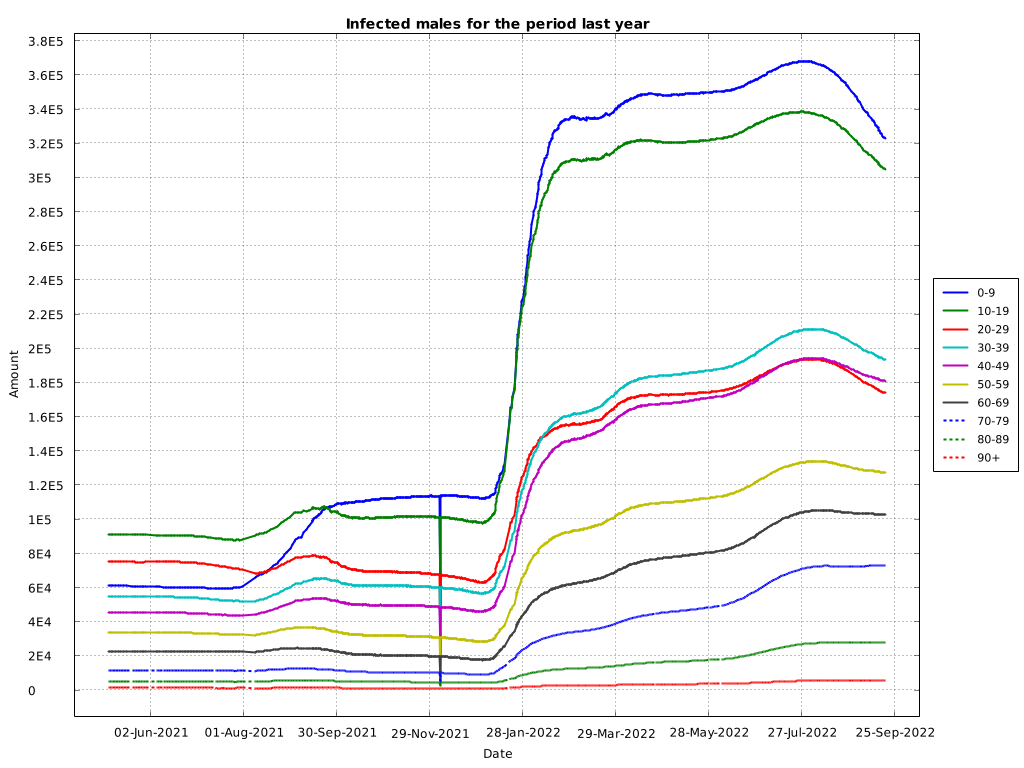 Infected males for the period last year
3.8E5
3.6E5
3.4E5
3.2E5
3E5
2.8E5
2.6E5
2.4E5
2.2E5
2E5
1.8E5
1.6E5
1.4E5
1.2E5
1E5
8E4
6E4
4E4
2E4
0
Amount
02-Jun-2021 01-Aug-2021 30-Sep-2021 29-Nov-2021 28-Jan-2022 29-Mar-2022 28-May-2022 27-Jul-2022 25-Sep-2022
Date
0-9
10-19
20-29
30-39
40-49
50-59
60-69
70-79
80-89
90+